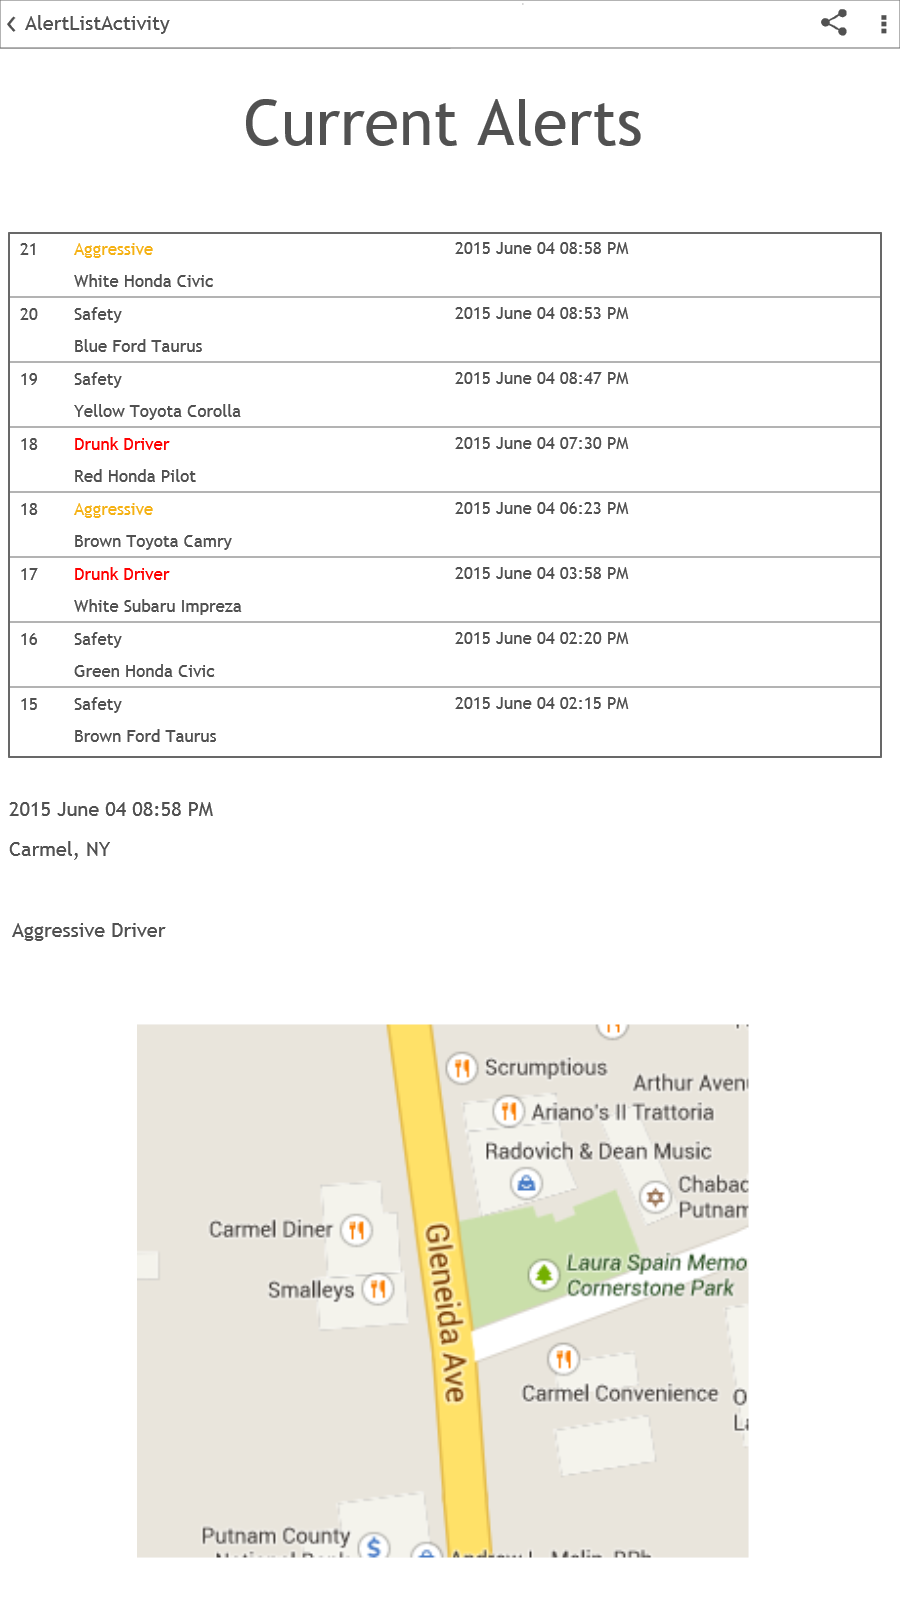 AlertListActivity
Current Alerts
21 Aggressive 2015 June 04 08:58 PM
White Honda Civic
20 Safety 2015 June 04 08:53 PM
Blue Ford Taurus
19 Safety 2015 June 04 08:47 PM
Yellow Toyota Corolla
18 Drunk Driver 2015 June 04 07:30 PM
Red Honda Pilot
18 Aggressive 2015 June 04 06:23 PM
Brown Toyota Camry
17 Drunk Driver 2015 June 04 03:58 PM
White Subaru Impreza
16 Safety 2015 June 04 02:20 PM
Green Honda Civic
15 Safety 2015 June 04 02:15 PM
Brown Ford Taurus
2015 June 04 08:58 PM
Carmel, NY
Aggressive Driver
Scrumptious
Arthur Aven
Ariano's II Trattoria
Radovich & Dean Music
Chabad
Putnam
Carmel Diner
Gleneida Ave
Laura Spain Memo
Cornerstone Park
Smalleys
Carmel Convenience
Putnam County